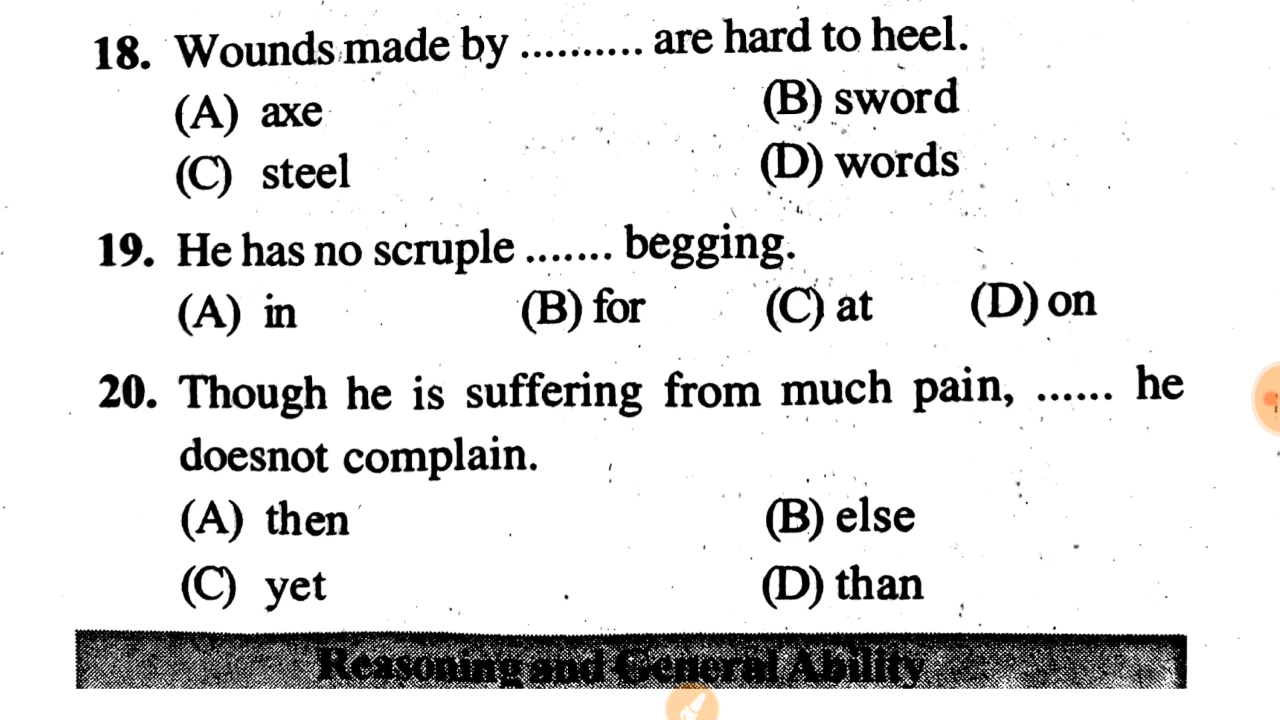 18. Wounds made by .......... are hard to heel.
(A) axe (B) sword
(C) steel (D) words
19. He has no scruple ....... begging.
(A) in (B) for (C) at (D) on
20. Though he is suffering from much pain, ...... he
doesnot complain.
(A) then (B) else
(C) yet (D) than
Reasoning and General Ability